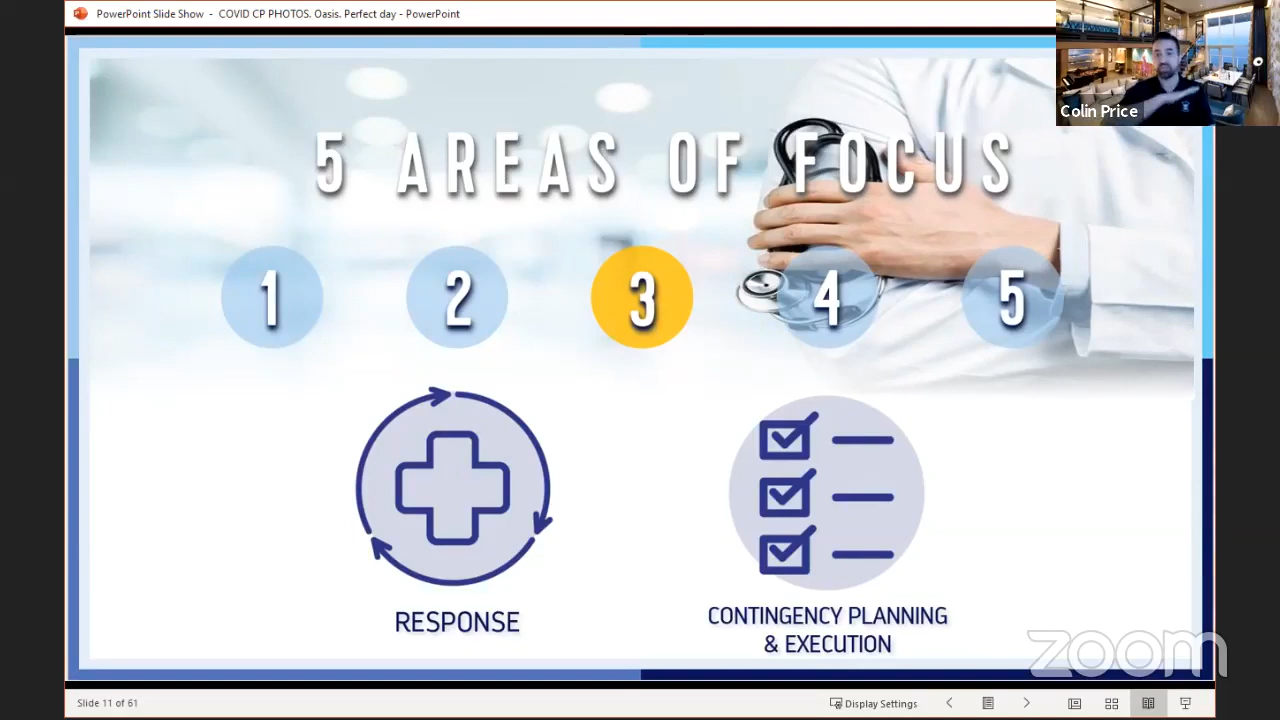 PowerPoint Slide Show - COVID CP PHOTOS. Oasis. Perfect day - PowerPoint
Colin Price
5 AREAS OF FOCUS
1 2 3 4 5
RESPONSE
CONTINGENCY PLANNING
& EXECUTION
zoom
Slide 11 of 61
Display Settings